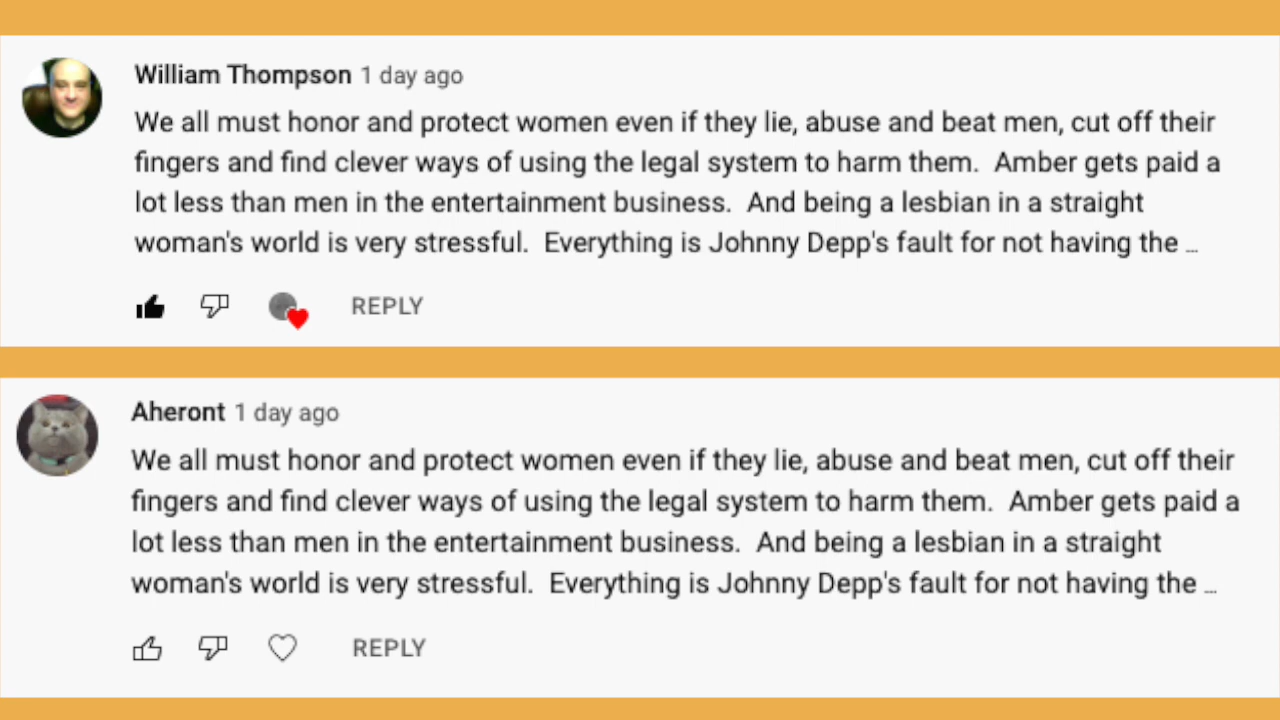 William Thompson 1 day ago
We all must honor and protect women even if they lie, abuse and beat men, cut off their
fingers and find clever ways of using the legal system to harm them.  Amber gets paid a
lot less than men in the entertainment business.  And being a lesbian in a straight
woman's world is very stressful.  Everything is Johnny Depp's fault for not having the ...
REPLY
Aheront 1 day ago
We all must honor and protect women even if they lie, abuse and beat men, cut off their
fingers and find clever ways of using the legal system to harm them.  Amber gets paid a
lot less than men in the entertainment business.  And being a lesbian in a straight
woman's world is very stressful.  Everything is Johnny Depp's fault for not having the ...
REPLY